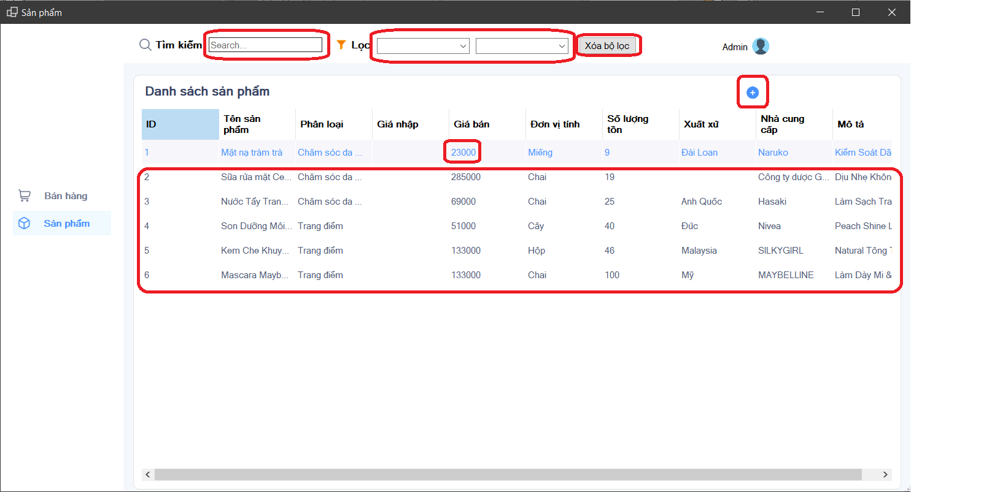 Sản phẩm
Tìm kiếm Search... Lọc Xóa bộ lọc Admin
Danh sách sản phẩm
ID Tên sản phẩm Phân loại Giá nhập Giá bán Đơn vị tính Số lượng tồn Xuất xứ Nhà cung cấp Mô tả
1 Mặt nạ tràm trà Chăm sóc da ... 23000 Miếng 9 Đài Loan Naruko Kiểm Soát Dầ
2 Sữa rửa mặt Ce... Chăm sóc da ... 285000 Chai 19 Công ty dược G... Dịu Nhẹ Khôn
3 Nước Tẩy Tran... Chăm sóc da ... 69000 Chai 25 Anh Quốc Hasaki Làm Sạch Tra
4 Son Dưỡng Môi... Trang điểm 51000 Cây 40 Đức Nivea Peach Shine L
5 Kem Che Khuy... Trang điểm 133000 Hộp 46 Malaysia SILKYGIRL Natural Tông T
6 Mascara Mayb... Trang điểm 133000 Chai 100 Mỹ MAYBELLINE Làm Dày Mi &
Bán hàng
Sản phẩm